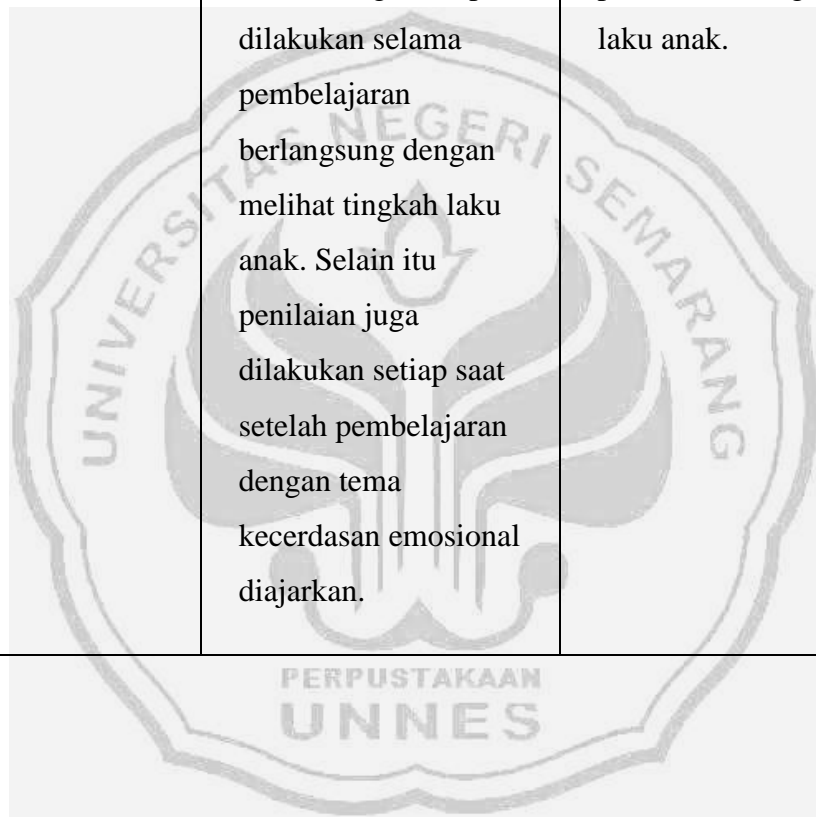 dilakukan selama
pembelajaran
berlangsung dengan
melihat tingkah laku
anak. Selain itu
penilaian juga
dilakukan setiap saat
setelah pembelajaran
dengan tema
kecerdasan emosional
diajarkan.
laku anak.
UNIVERSITAS NEGERI SEMARANG
PERPUSTAKAAN
UNNES